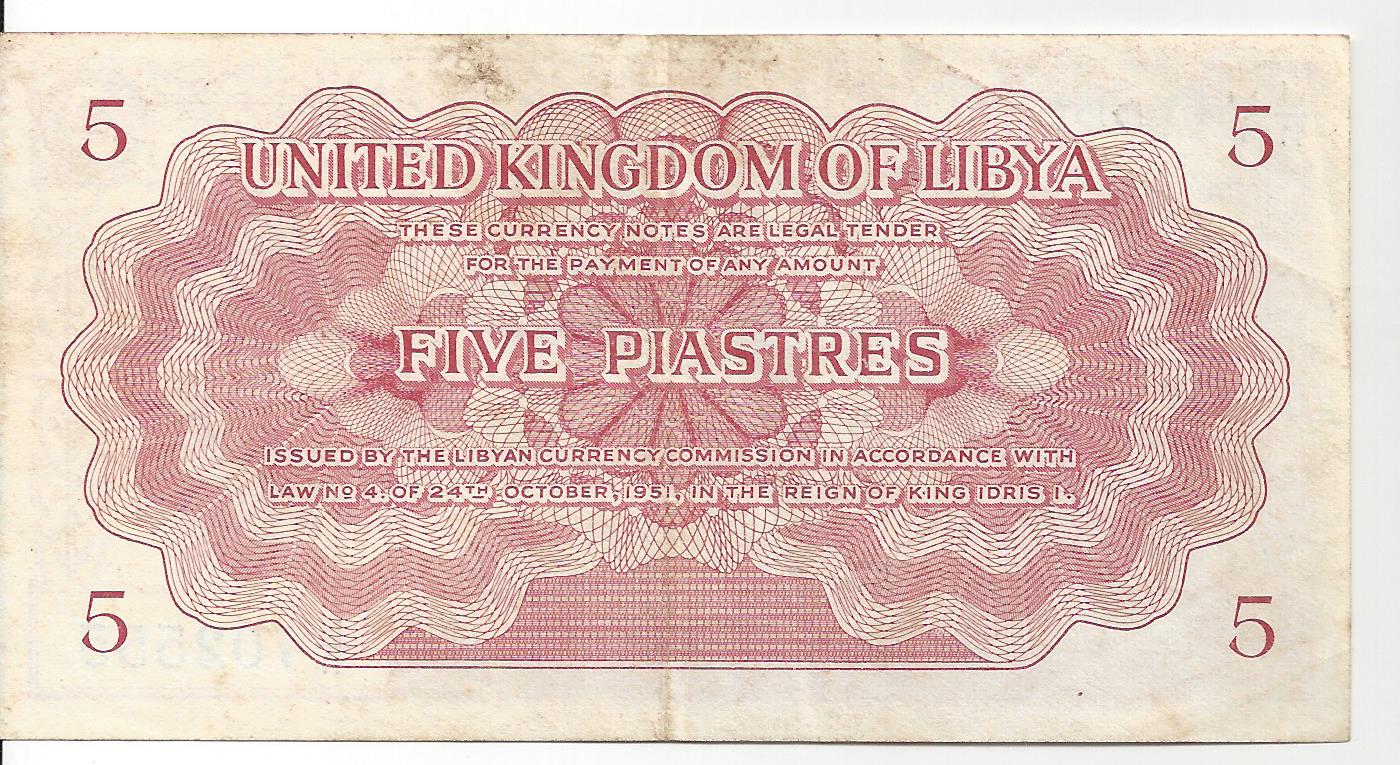 5 5
UNITED KINGDOM OF LIBYA
THESE CURRENCY NOTES ARE LEGAL TENDER
FOR THE PAYMENT OF ANY AMOUNT
FIVE PIASTRES
ISSUED BY THE LIBYAN CURRENCY COMMISSION IN ACCORDANCE WITH
LAW Nº 4. OF 24TH OCTOBER, 1951, IN THE REIGN OF KING IDRIS I.
5 5